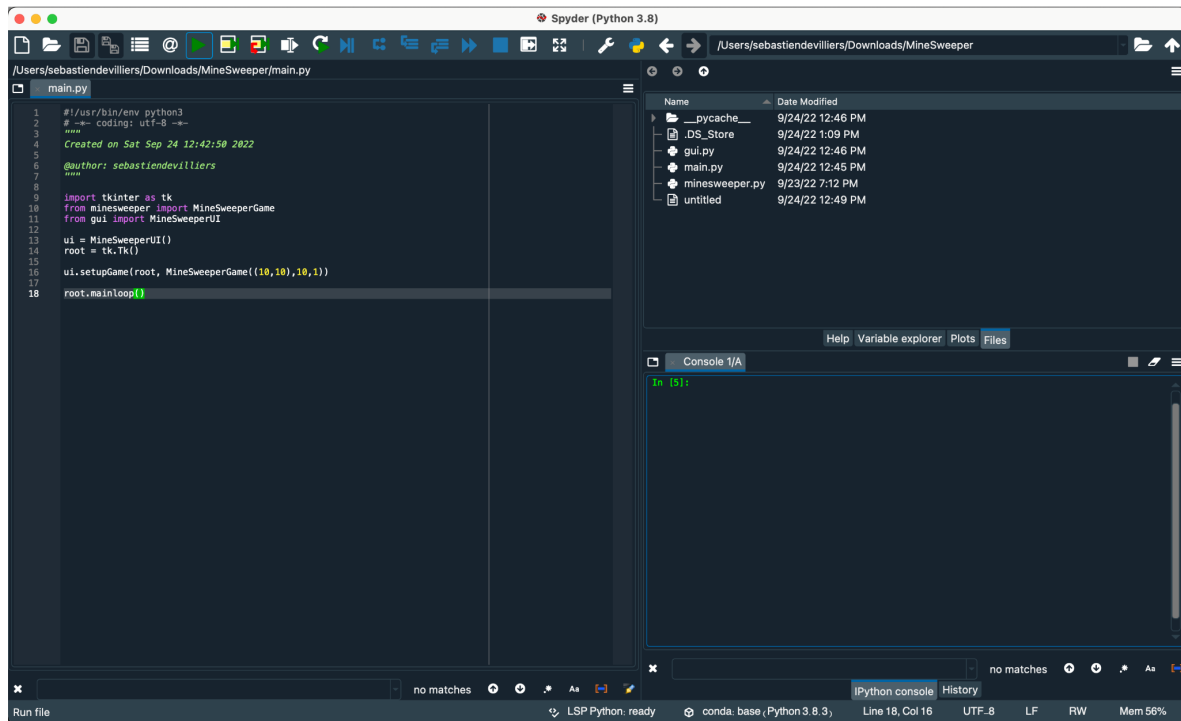 Spyder (Python 3.8)
/Users/sebastiendevilliers/Downloads/MineSweeper
/Users/sebastiendevilliers/Downloads/MineSweeper/main.py
main.py
1 #!/usr/bin/env python3
2 # -*- coding: utf-8 -*-
3 """
4 Created on Sat Sep 24 12:42:50 2022
5
6 @author: sebastiendevilliers
7 """
8
9 import tkinter as tk
10 from minesweeper import MineSweeperGame
11 from gui import MineSweeperUI
12
13 ui = MineSweeperUI()
14 root = tk.Tk()
15
16 ui.setupGame(root, MineSweeperGame((10,10),10,1))
17
18 root.mainloop()
no matches
.* Aa
Name Date Modified
__pycache__ 9/24/22 12:46 PM
.DS_Store 9/24/22 1:09 PM
gui.py 9/24/22 12:46 PM
main.py 9/24/22 12:45 PM
minesweeper.py 9/23/22 7:12 PM
untitled 9/24/22 12:49 PM
Help Variable explorer Plots Files
Console 1/A
In [5]:
no matches
.* Aa
IPython console History
Run file
LSP Python: ready conda: base (Python 3.8.3) Line 18, Col 16 UTF-8 LF RW Mem 56%